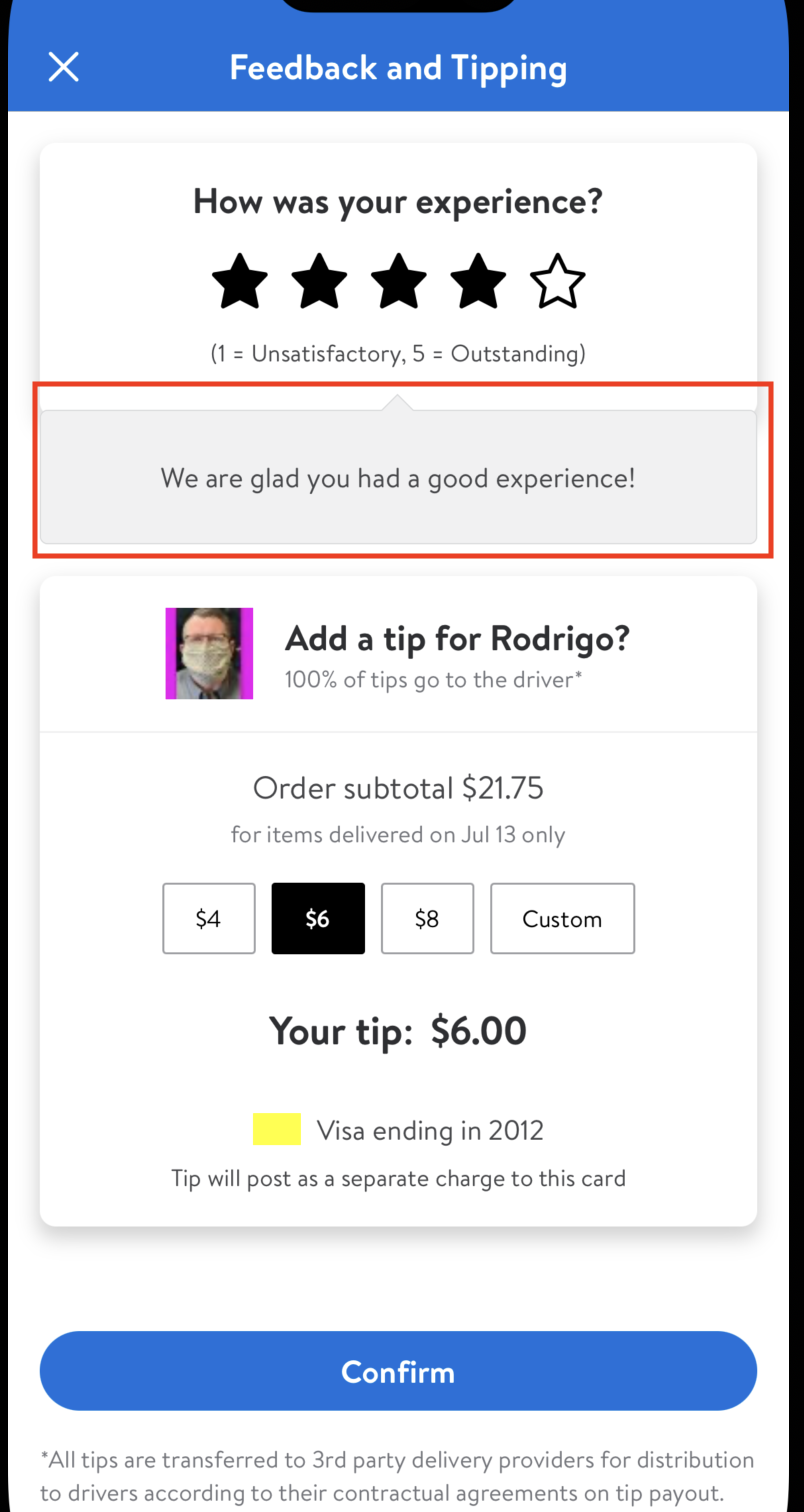 Feedback and Tipping
How was your experience?
(1 = Unsatisfactory, 5 = Outstanding)
We are glad you had a good experience!
Add a tip for Rodrigo?
100% of tips go to the driver*
Order subtotal $21.75
for items delivered on Jul 13 only
$4 $6 $8 Custom
Your tip: $6.00
Visa ending in 2012
Tip will post as a separate charge to this card
Confirm
*All tips are transferred to 3rd party delivery providers for distribution
to drivers according to their contractual agreements on tip payout.